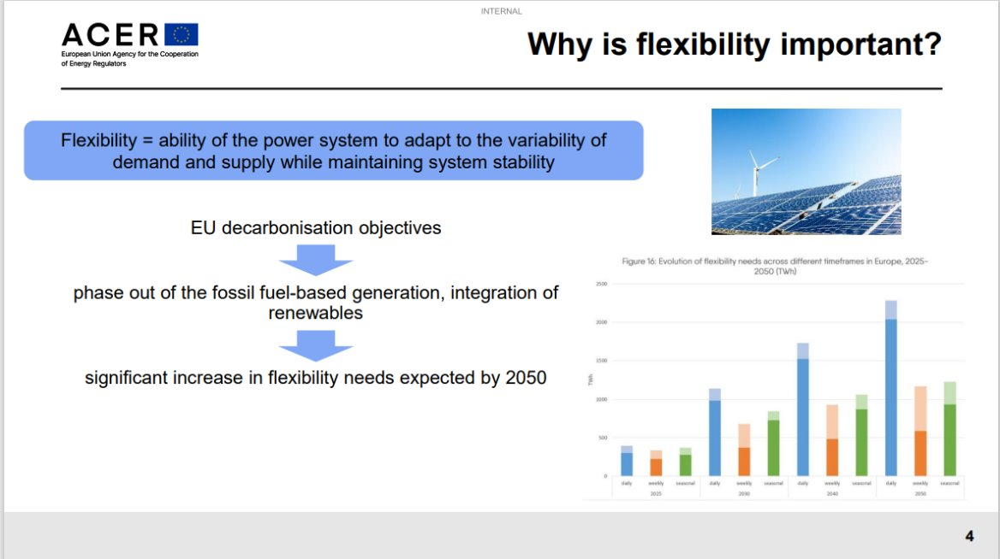 INTERNAL
ACER
European Union Agency for the Cooperation
of Energy Regulators
Why is flexibility important?
Flexibility = ability of the power system to adapt to the variability of
demand and supply while maintaining system stability
EU decarbonisation objectives
phase out of the fossil fuel-based generation, integration of
renewables
significant increase in flexibility needs expected by 2050
Figure 16: Evolution of flexibility needs across different timeframes in Europe, 2025–
2050 (TWh)
2500
2000
1500
1000
500
0
TWh
daily weekly seasonal daily weekly seasonal daily weekly seasonal daily weekly seasonal
2025 2030 2040 2050
4